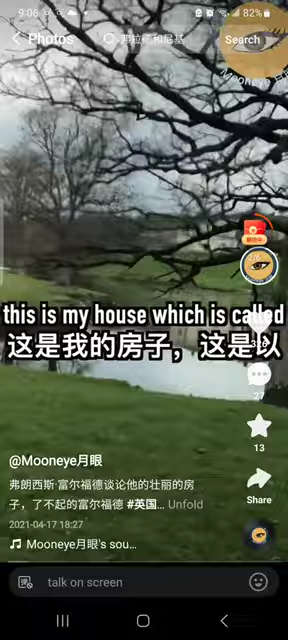 9:06
82%
Photos
Search
Mooneye 月
this is my house which is called
这是我的房子，这是以
27
@Mooneye月眼
弗朗西斯·富尔福德谈论他的壮丽的房
子，了不起的富尔福德 #英国... Unfold
13
2021-04-17 18:27
Share
Mooneye月眼's sou...
talk on screen